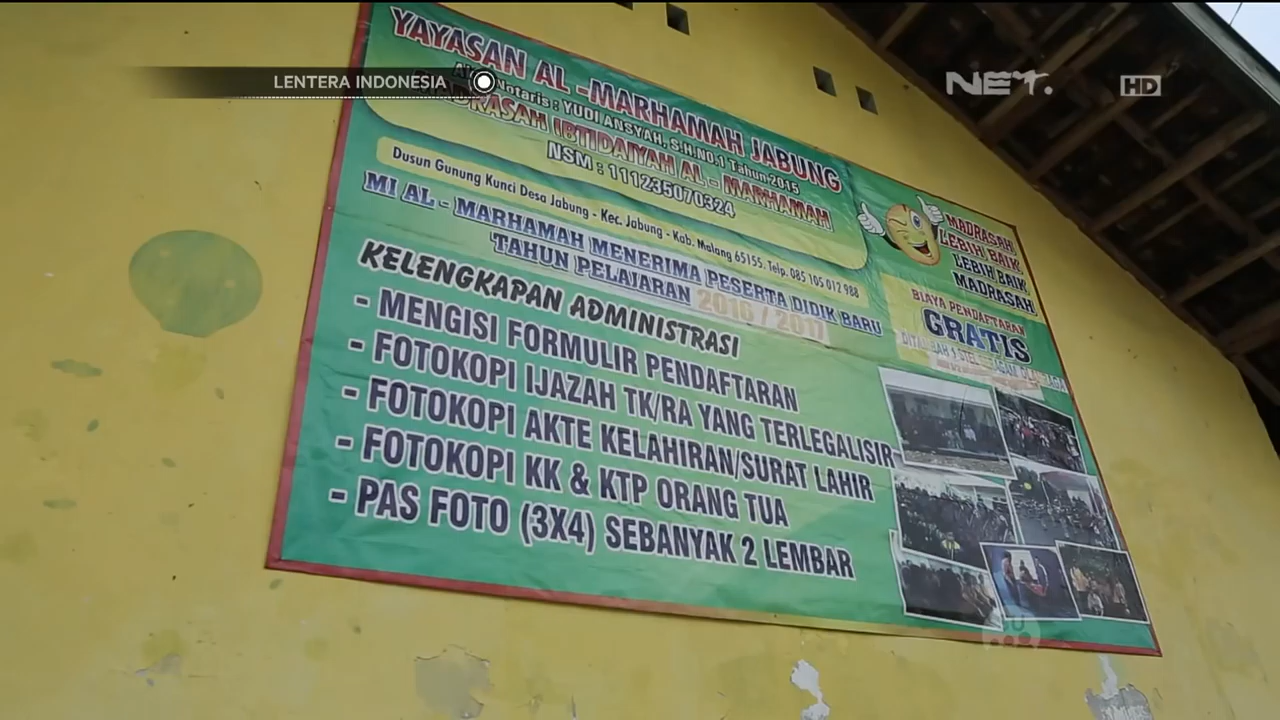 LENTERA INDONESIA
NET.
HD
YAYASAN AL -MARHAMAH JABUNG
Notaris : YUDI ANSYAH, S.H.NO.1 Tahun 2015
MADRASAH IBTIDAIYAH AL - MARHAMAH
NSM : 111235070324
Dusun Gunung Kunci Desa Jabung - Kec. Jabung - Kab. Malang 65155. Telp. 085 105 012 988
MI AL - MARHAMAH MENERIMA PESERTA DIDIK BARU
TAHUN PELAJARAN 2016 / 2017
KELENGKAPAN ADMINISTRASI
- MENGISI FORMULIR PENDAFTARAN
- FOTOKOPI IJAZAH TK/RA YANG TERLEGALISIR
- FOTOKOPI AKTE KELAHIRAN/SURAT LAHIR
- FOTOKOPI KK & KTP ORANG TUA
- PAS FOTO (3X4) SEBANYAK 2 LEMBAR
MADRASAH
LEBIH BAIK
LEBIH BAIK
MADRASAH
BIAYA PENDAFTARAN
GRATIS